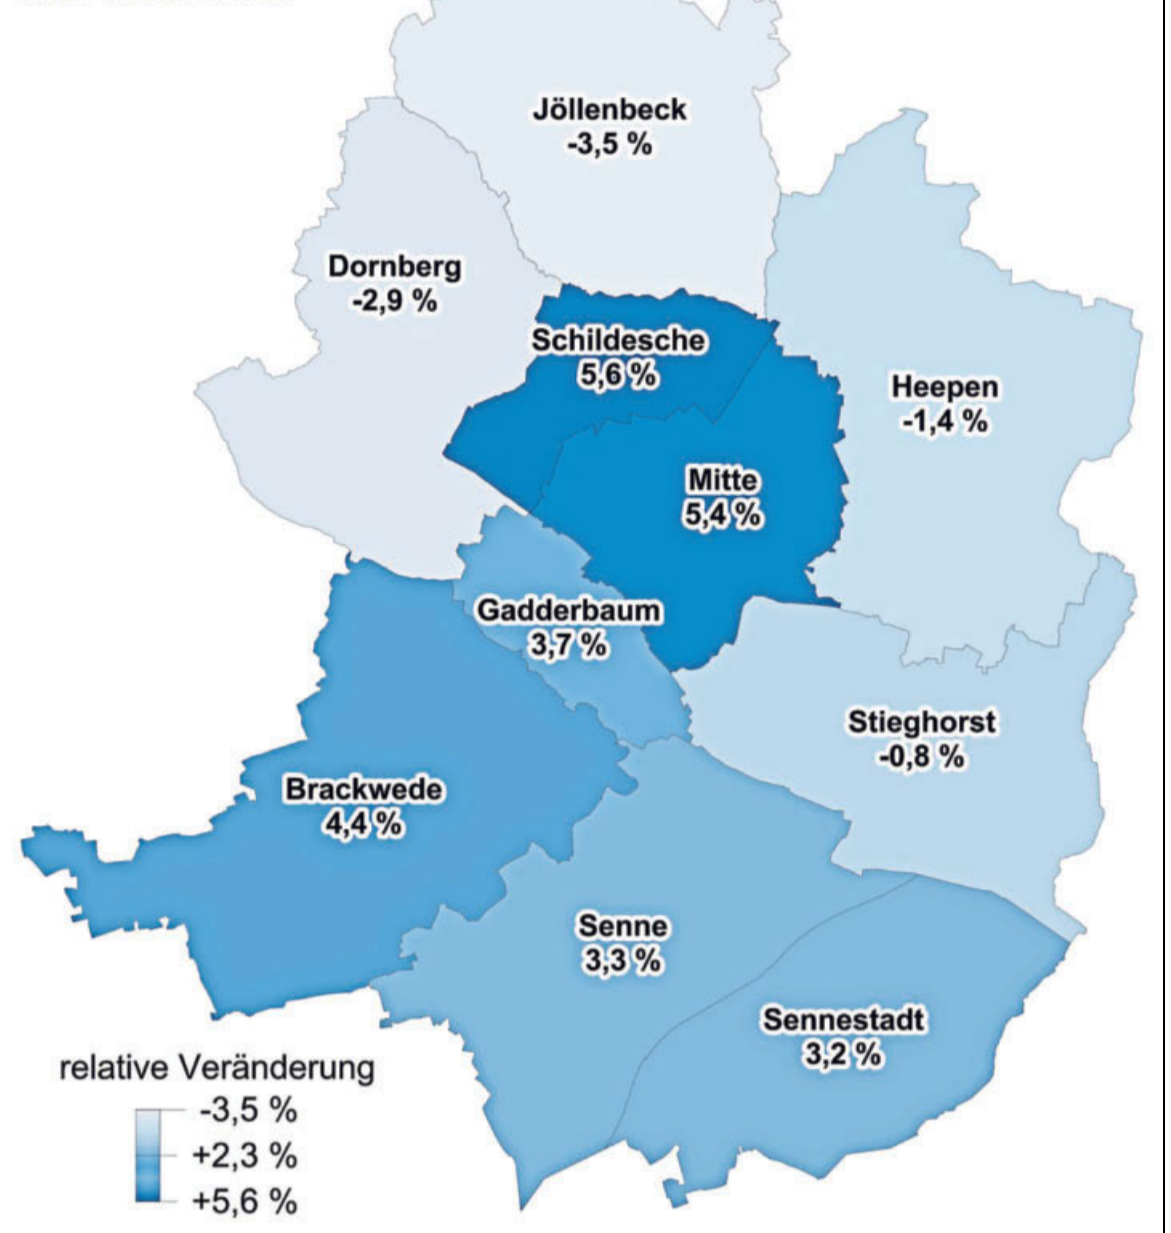 Jöllenbeck
-3,5 %
Dornberg
-2,9 %
Schildesche
5,6 %
Heepen
-1,4 %
Mitte
5,4 %
Gadderbaum
3,7 %
Stieghorst
-0,8 %
Brackwede
4,4 %
Senne
3,3 %
Sennestadt
3,2 %
relative Veränderung
-3,5 %
+2,3 %
+5,6 %